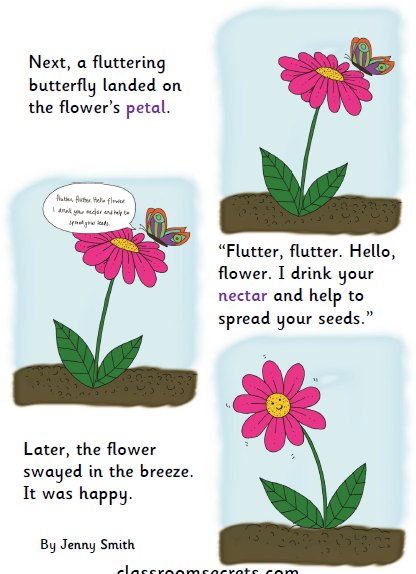 Next, a fluttering
butterfly landed on
the flower’s petal.
Flutter, flutter. Hello, flower.
I drink your nectar and help to
spread your seeds.
“Flutter, flutter. Hello,
flower. I drink your
nectar and help to
spread your seeds.”
Later, the flower
swayed in the breeze.
It was happy.
By Jenny Smith
classroomsecrets.com